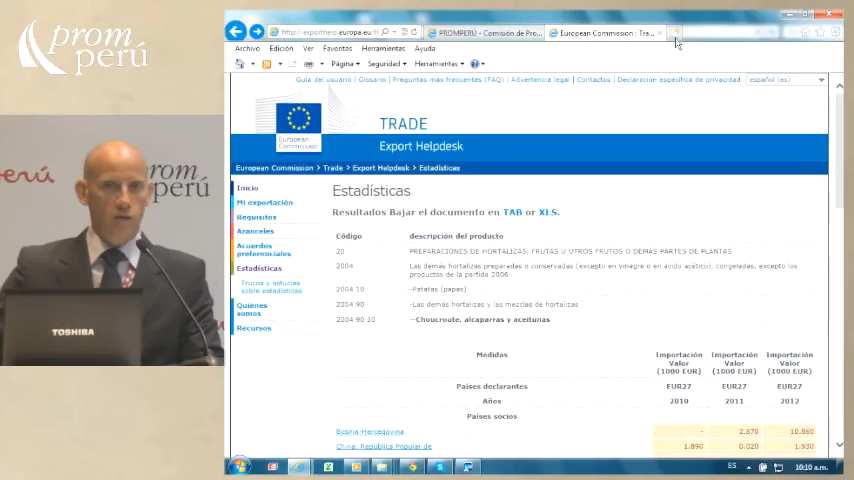 prom
perú
http://exporthelp.europa.eu/
PROMPERÚ - Comisión de Pro...
European Commission : Tra...
Archivo Edición Ver Favoritos Herramientas Ayuda
Página Seguridad Herramientas
Guía del usuario | Glosario | Preguntas más frecuentes (FAQ) | Advertencia legal | Contactos | Declaración específica de privacidad
español (es)
TRADE
European
Commission
Export Helpdesk
European Commission > Trade > Export Helpdesk > Estadísticas
Inicio
Mi exportación
Requisitos
Aranceles
Acuerdos
preferenciales
Estadísticas
Trucos y astucias
sobre estadísticas
Quiénes
somos
Recursos
Estadísticas
Resultados Bajar el documento en TAB or XLS.
Código descripción del producto
20 PREPARACIONES DE HORTALIZAS, FRUTAS U OTROS FRUTOS O DEMÁS PARTES DE PLANTAS
2004 Las demás hortalizas preparadas o conservadas (excepto en vinagre o en ácido acético), congeladas, excepto los
productos de la partida 2006
2004 10 -Patatas (papas)
2004 90 -Las demás hortalizas y las mezclas de hortalizas
2004 90 30 --Choucroute, alcaparras y aceitunas
Medidas Importación Importación Importación
Valor Valor Valor
(1000 EUR) (1000 EUR) (1000 EUR)
Países declarantes EUR27 EUR27 EUR27
Años 2010 2011 2012
Países socios
Bosnia-Hercegovina - 2.870 10.860
China, República Popular de 1.890 0.020 1.930
prom
perú
TOSHIBA
ES 10:10 a.m.